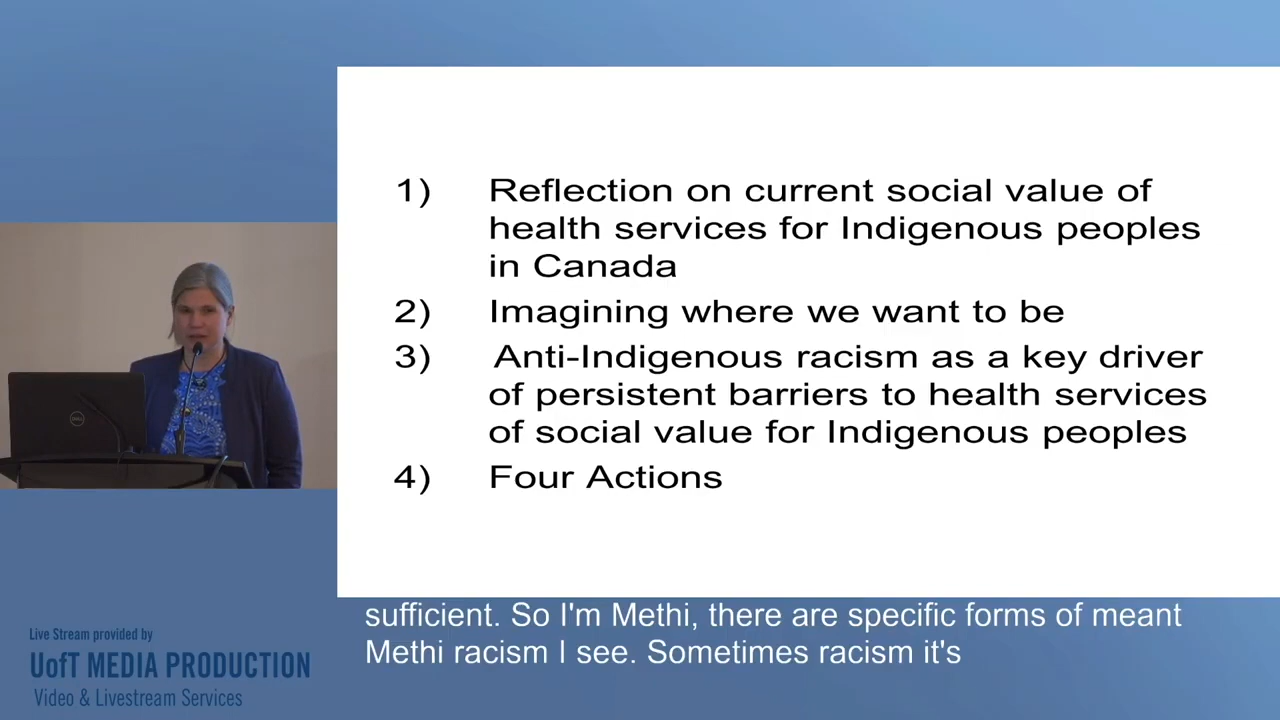 1) Reflection on current social value of
health services for Indigenous peoples
in Canada
2) Imagining where we want to be
3) Anti-Indigenous racism as a key driver
of persistent barriers to health services
of social value for Indigenous peoples
4) Four Actions
sufficient. So I'm Methi, there are specific forms of meant
Methi racism I see. Sometimes racism it's
Live Stream provided by
UofT MEDIA PRODUCTION
Video & Livestream Services
DELL